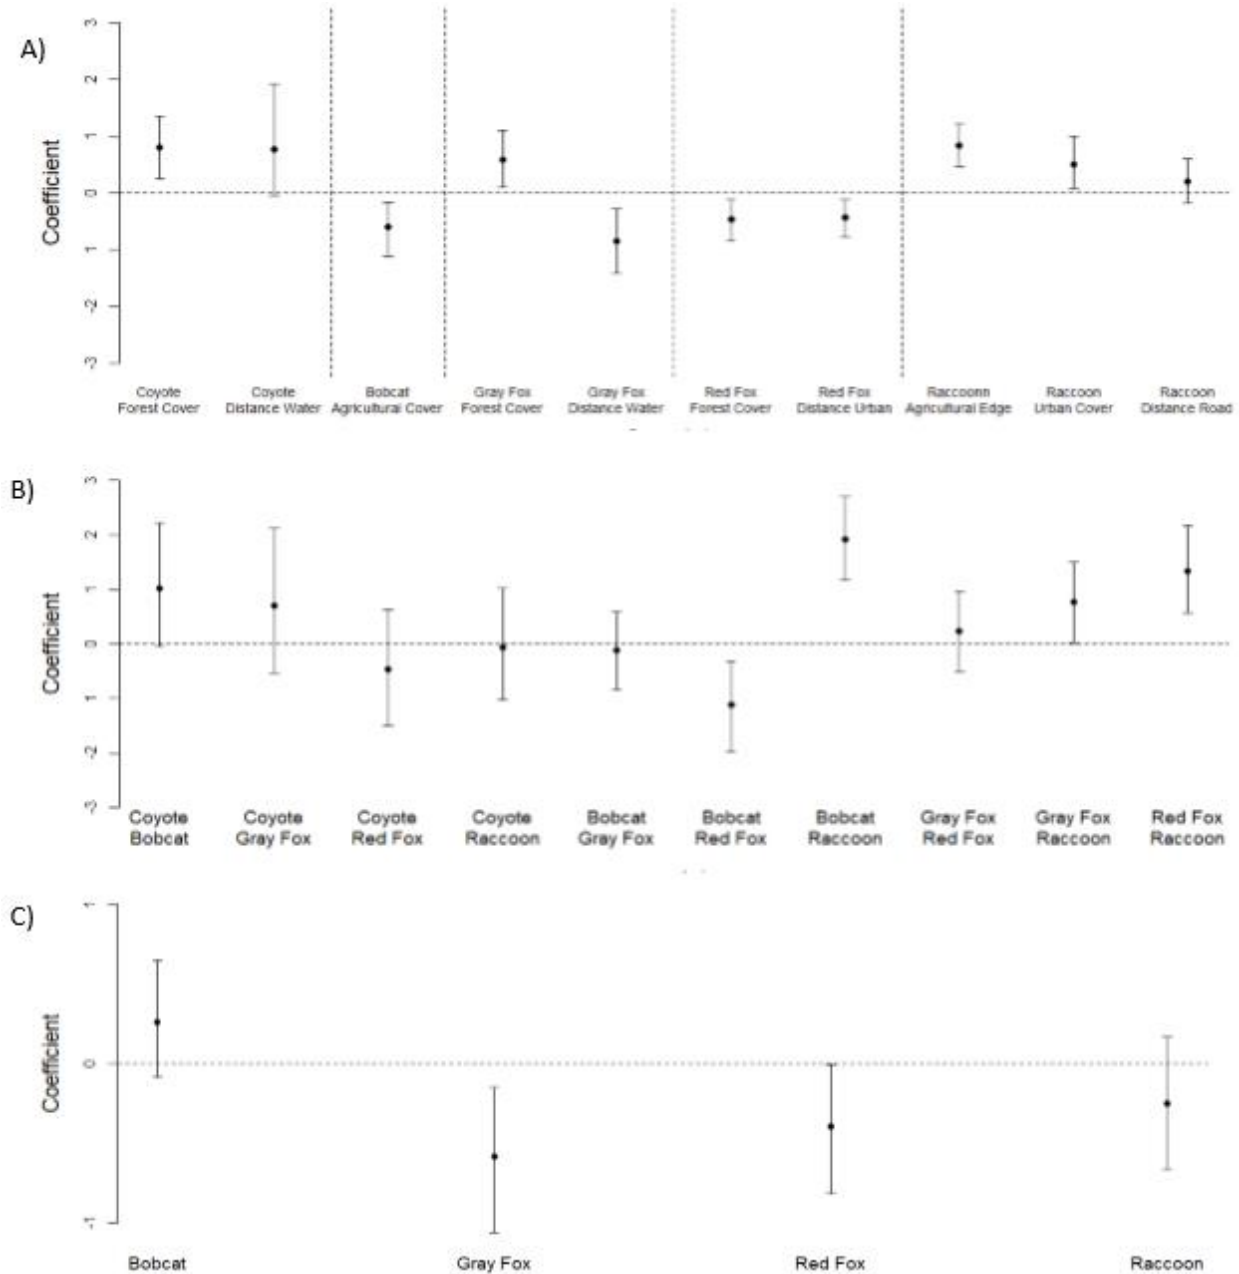 A)
Coefficient
3
2
1
0
1
-2
-3
Coyote
Forest Cover
Coyote
Distance Water
Bobcat
Agricultural Cover
Gray Fox
Forest Cover
Gray Fox
Distance Water
Red Fox
Forest Cover
Red Fox
Distance Urban
Raccoonn
Agricultural Edge
Raccoon
Urban Cover
Raccoon
Distance Road
B)
Coefficient
3
2
1
0
1
-2
-3
Coyote
Bobcat
Coyote
Gray Fox
Coyote
Red Fox
Coyote
Raccoon
Bobcat
Gray Fox
Bobcat
Red Fox
Bobcat
Raccoon
Gray Fox
Red Fox
Gray Fox
Raccoon
Red Fox
Raccoon
C)
Coefficient
1
0
-1
Bobcat
Gray Fox
Red Fox
Raccoon